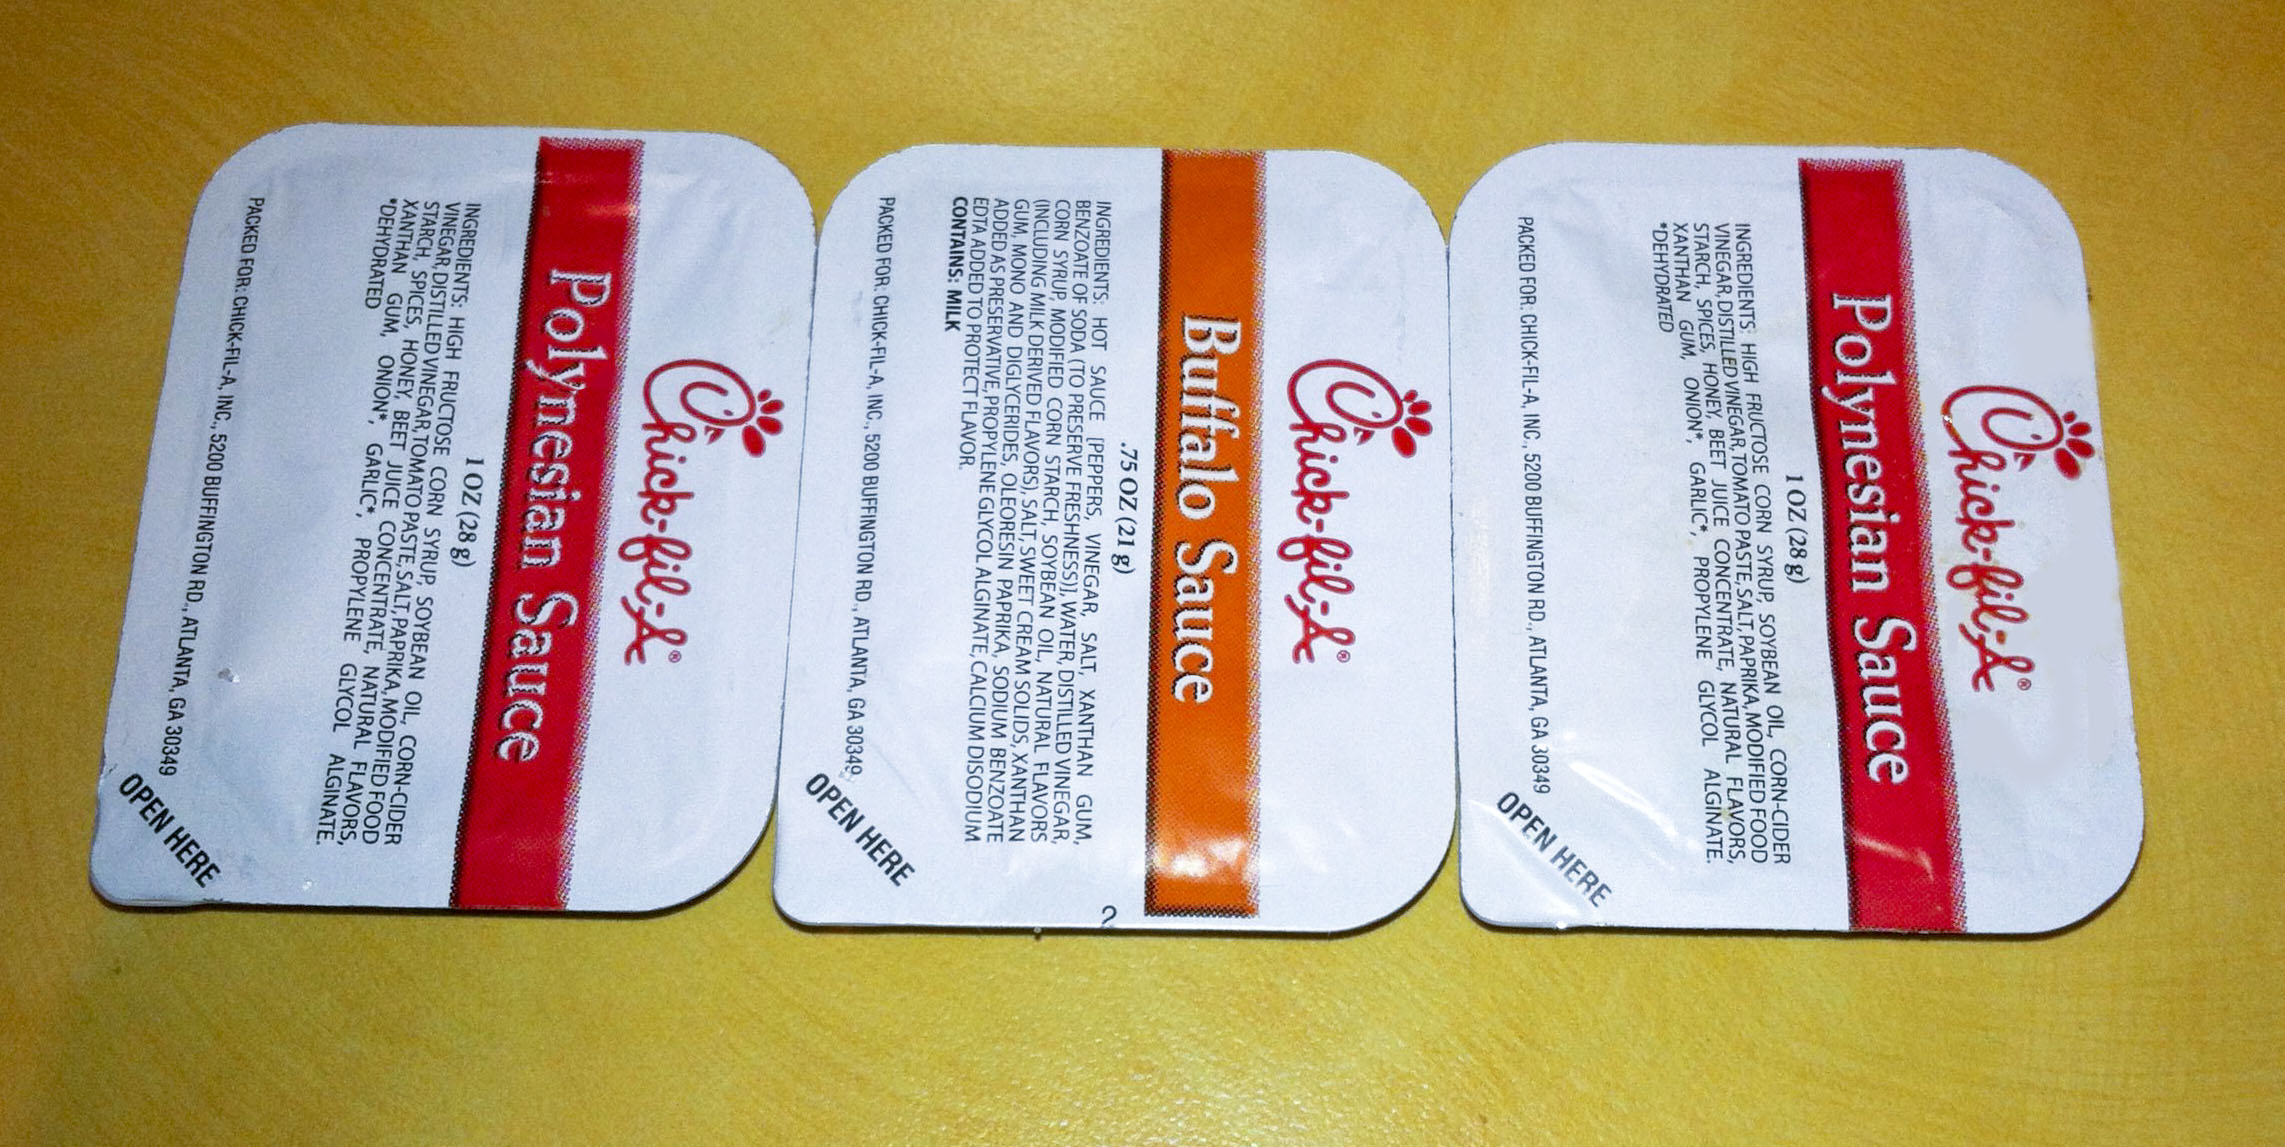 Chick-fil-A®
Polynesian Sauce
1 OZ (28 g)
INGREDIENTS: HIGH FRUCTOSE CORN SYRUP, SOYBEAN OIL, CORN-CIDER
VINEGAR, DISTILLED VINEGAR, TOMATO PASTE, SALT, PAPRIKA, MODIFIED FOOD
STARCH, SPICES, HONEY, BEET JUICE CONCENTRATE, NATURAL FLAVORS,
XANTHAN GUM, ONION*, GARLIC*, PROPYLENE GLYCOL ALGINATE.
*DEHYDRATED
PACKED FOR: CHICK-FIL-A, INC., 5200 BUFFINGTON RD., ATLANTA, GA 30349
OPEN HERE
Chick-fil-A®
Buffalo Sauce
.75 OZ (21 g)
INGREDIENTS: HOT SAUCE [PEPPERS, VINEGAR, SALT, XANTHAN GUM,
BENZOATE OF SODA (TO PRESERVE FRESHNESS)], WATER, DISTILLED VINEGAR,
CORN SYRUP, MODIFIED CORN STARCH, SOYBEAN OIL, NATURAL FLAVORS
(INCLUDING MILK DERIVED FLAVORS), SALT, SWEET CREAM SOLIDS, XANTHAN
GUM, MONO AND DIGLYCERIDES, OLEORESIN PAPRIKA, SODIUM BENZOATE
ADDED AS PRESERVATIVE, PROPYLENE GLYCOL ALGINATE, CALCIUM DISODIUM
EDTA ADDED TO PROTECT FLAVOR.
CONTAINS: MILK
PACKED FOR: CHICK-FIL-A, INC., 5200 BUFFINGTON RD., ATLANTA, GA 30349
OPEN HERE
Chick-fil-A®
Polynesian Sauce
1 OZ (28 g)
INGREDIENTS: HIGH FRUCTOSE CORN SYRUP, SOYBEAN OIL, CORN-CIDER
VINEGAR, DISTILLED VINEGAR, TOMATO PASTE, SALT, PAPRIKA, MODIFIED FOOD
STARCH, SPICES, HONEY, BEET JUICE CONCENTRATE, NATURAL FLAVORS,
XANTHAN GUM, ONION*, GARLIC*, PROPYLENE GLYCOL ALGINATE.
*DEHYDRATED
PACKED FOR: CHICK-FIL-A, INC., 5200 BUFFINGTON RD., ATLANTA, GA 30349
OPEN HERE